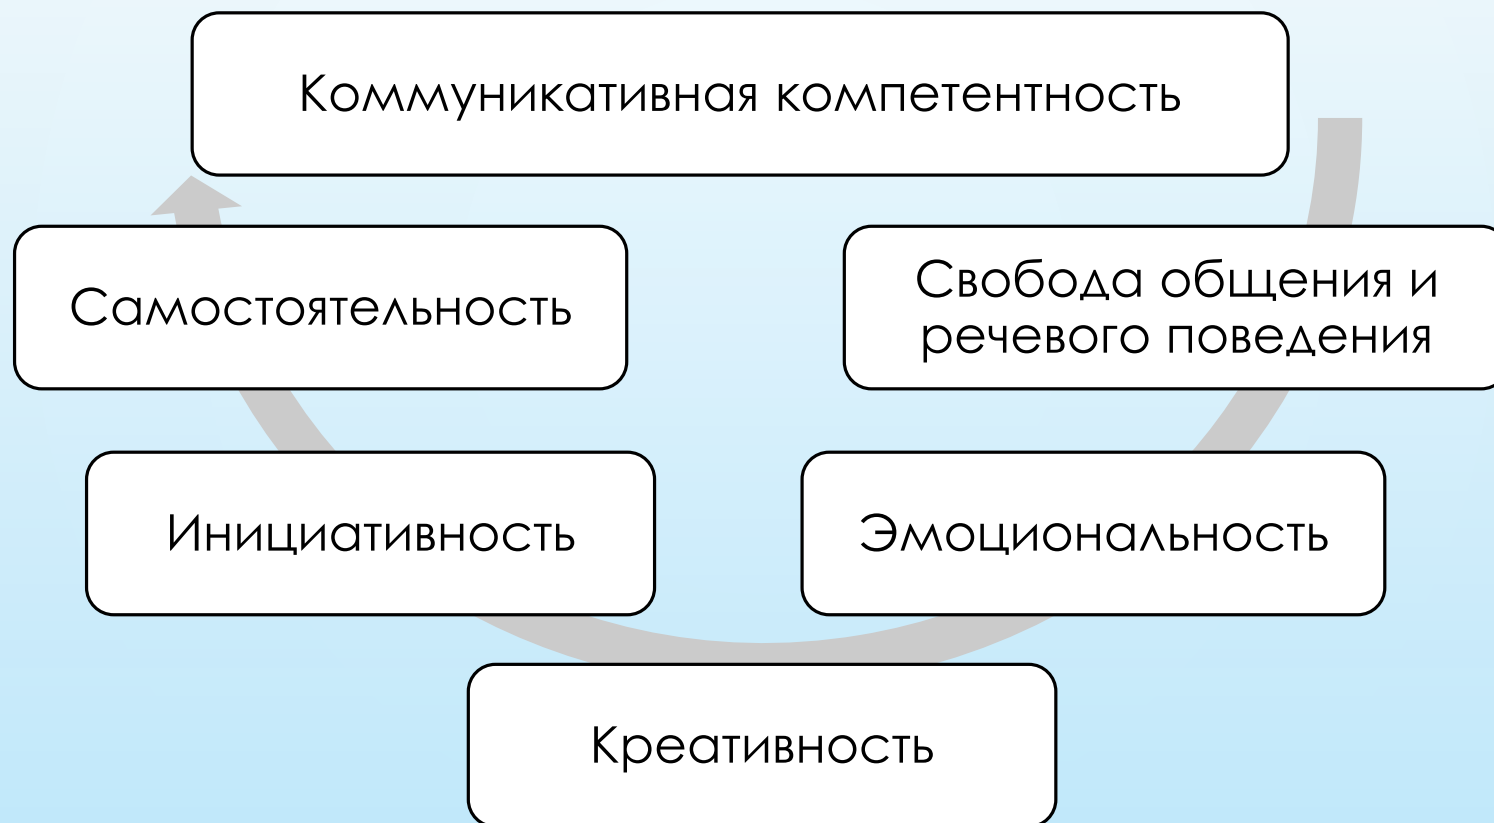 Коммуникативная компетентность
Самостоятельность
Свобода общения и
речевого поведения
Инициативность
Эмоциональность
Креативность